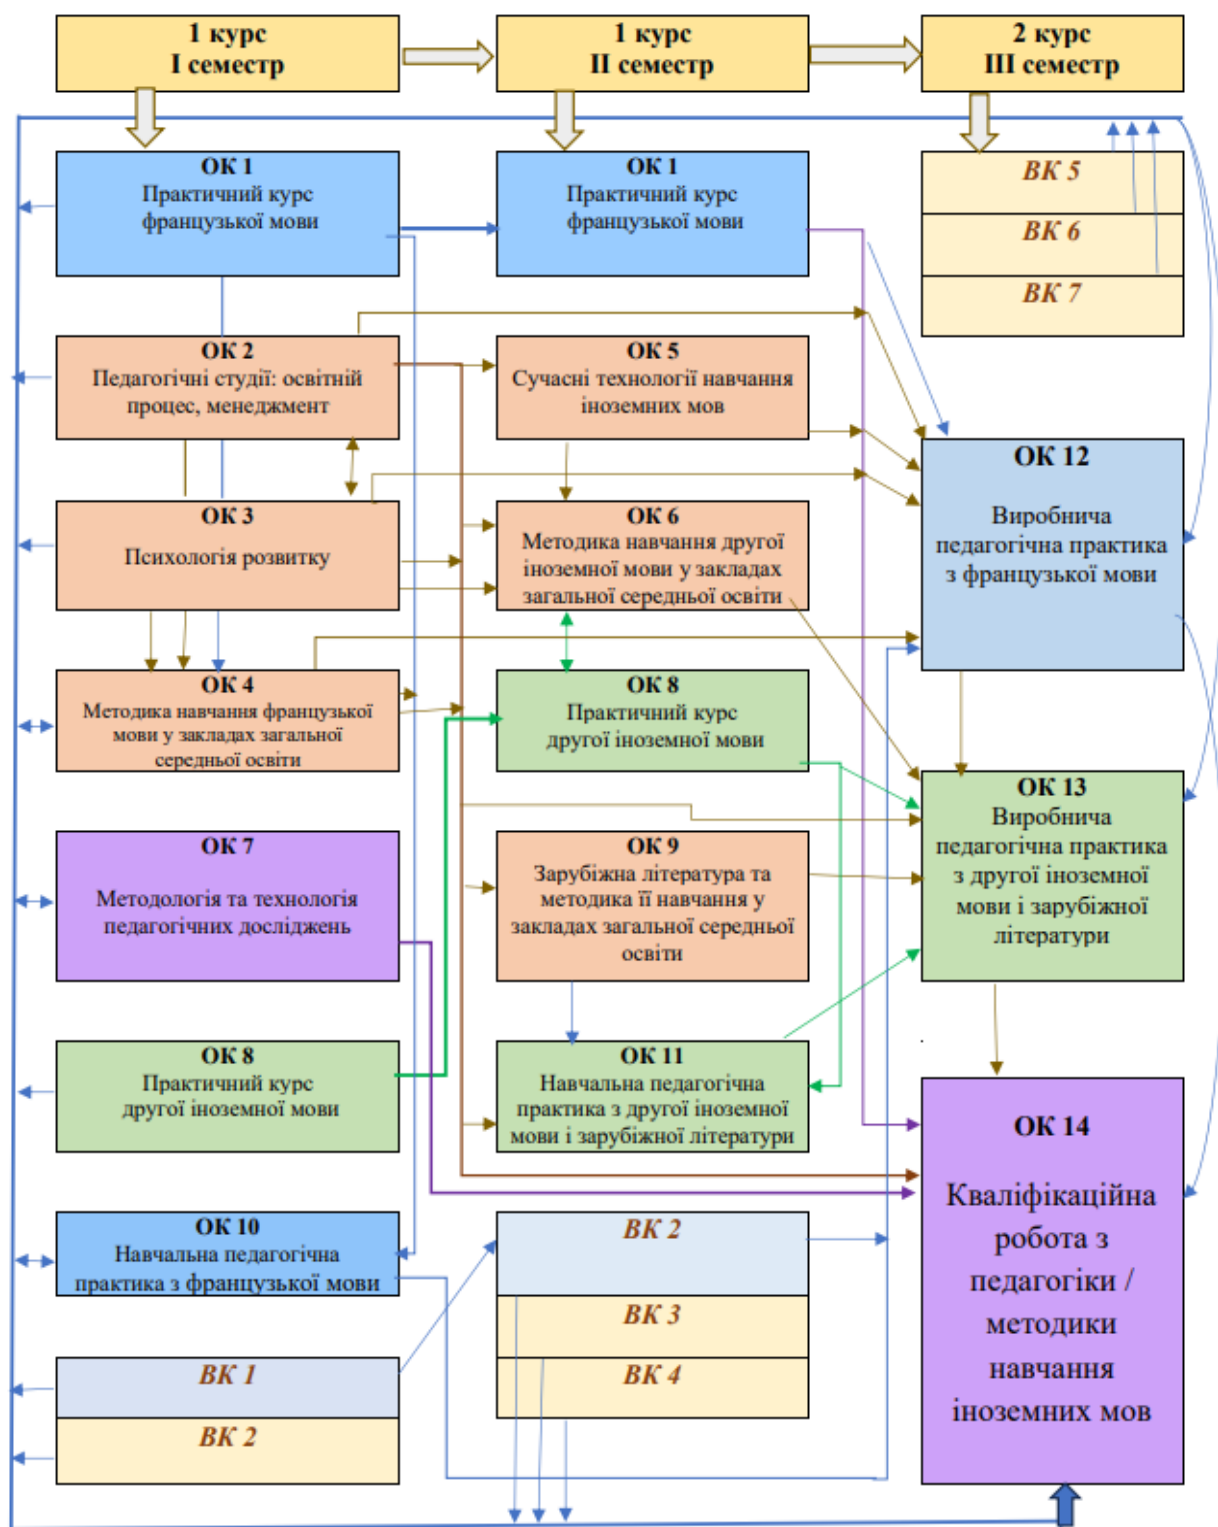 1 курс
I семестр
1 курс
II семестр
2 курс
III семестр
ОК 1
Практичний курс
французької мови
ОК 2
Педагогічні студії: освітній
процес, менеджмент
ОК 3
Психологія розвитку
ОК 4
Методика навчання французької
мови у закладах загальної
середньої освіти
ОК 7
Методологія та технологія
педагогічних досліджень
ОК 8
Практичний курс
другої іноземної мови
ОК 10
Навчальна педагогічна
практика з французької мови
ВК 1
ВК 2
ОК 1
Практичний курс
французької мови
ОК 5
Сучасні технології навчання
іноземних мов
ОК 6
Методика навчання другої
іноземної мови у закладах
загальної середньої освіти
ОК 8
Практичний курс
другої іноземної мови
ОК 9
Зарубіжна література та
методика її навчання у
закладах загальної середньої
освіти
ОК 11
Навчальна педагогічна
практика з другої іноземної
мови і зарубіжної літератури
ВК 2
ВК 3
ВК 4
ВК 5
ВК 6
ВК 7
ОК 12
Виробнича
педагогічна практика
з французької мови
ОК 13
Виробнича
педагогічна практика
з другої іноземної
мови і зарубіжної
літератури
ОК 14
Кваліфікаційна
робота з
педагогіки /
методики
навчання
іноземних мов